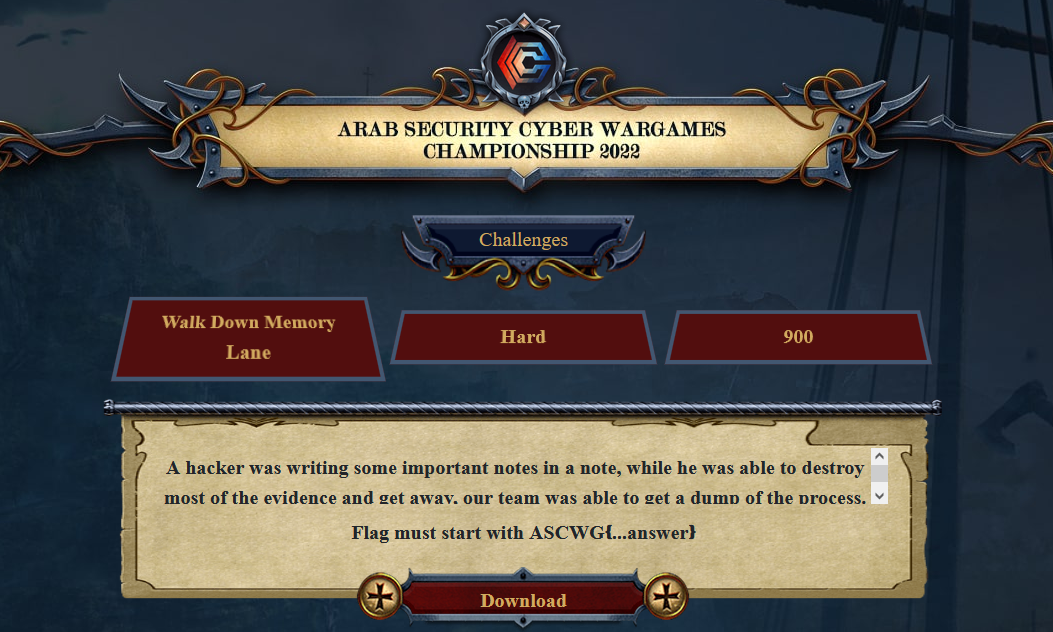 ARAB SECURITY CYBER WARGAMES
CHAMPIONSHIP 2022
Challenges
Walk Down Memory
Lane
Hard
900
A hacker was writing some important notes in a note, while he was able to destroy
most of the evidence and get away, our team was able to get a dump of the process.
Flag must start with ASCWG{...answer}
Download